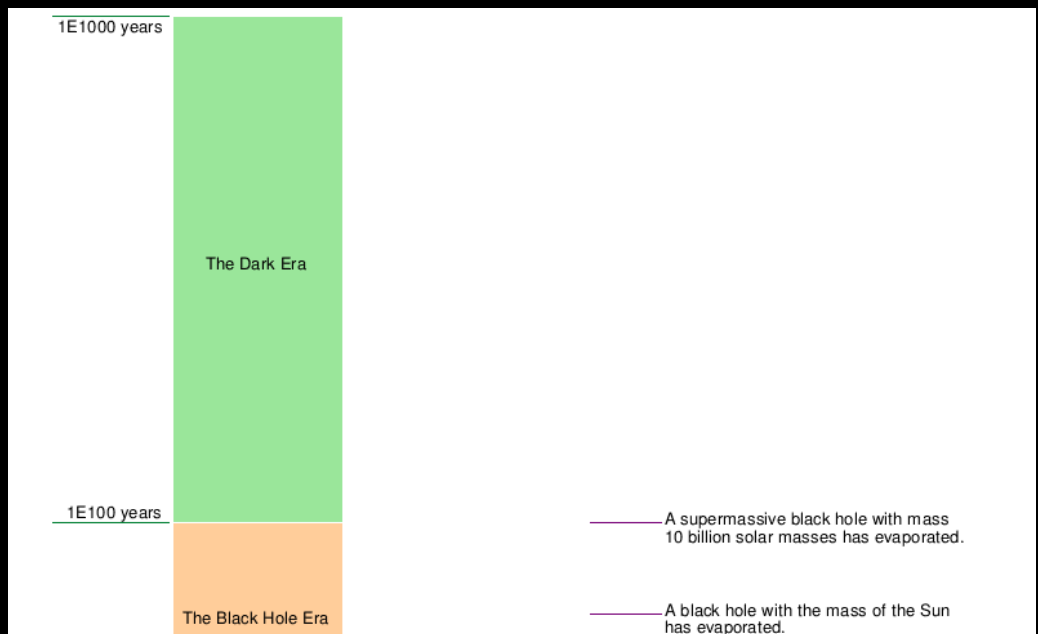 1E1000 years
The Dark Era
1E100 years
A supermassive black hole with mass
10 billion solar masses has evaporated.
The Black Hole Era
A black hole with the mass of the Sun
has evaporated.